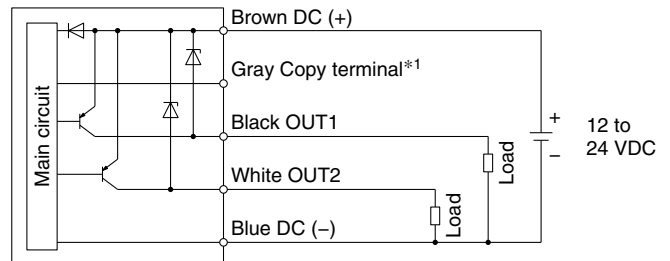 Brown DC (+)
Gray Copy terminal*1
Black OUT1
White OUT2
Blue DC (−)
Main circuit
Load
Load
+
−
12 to
24 VDC